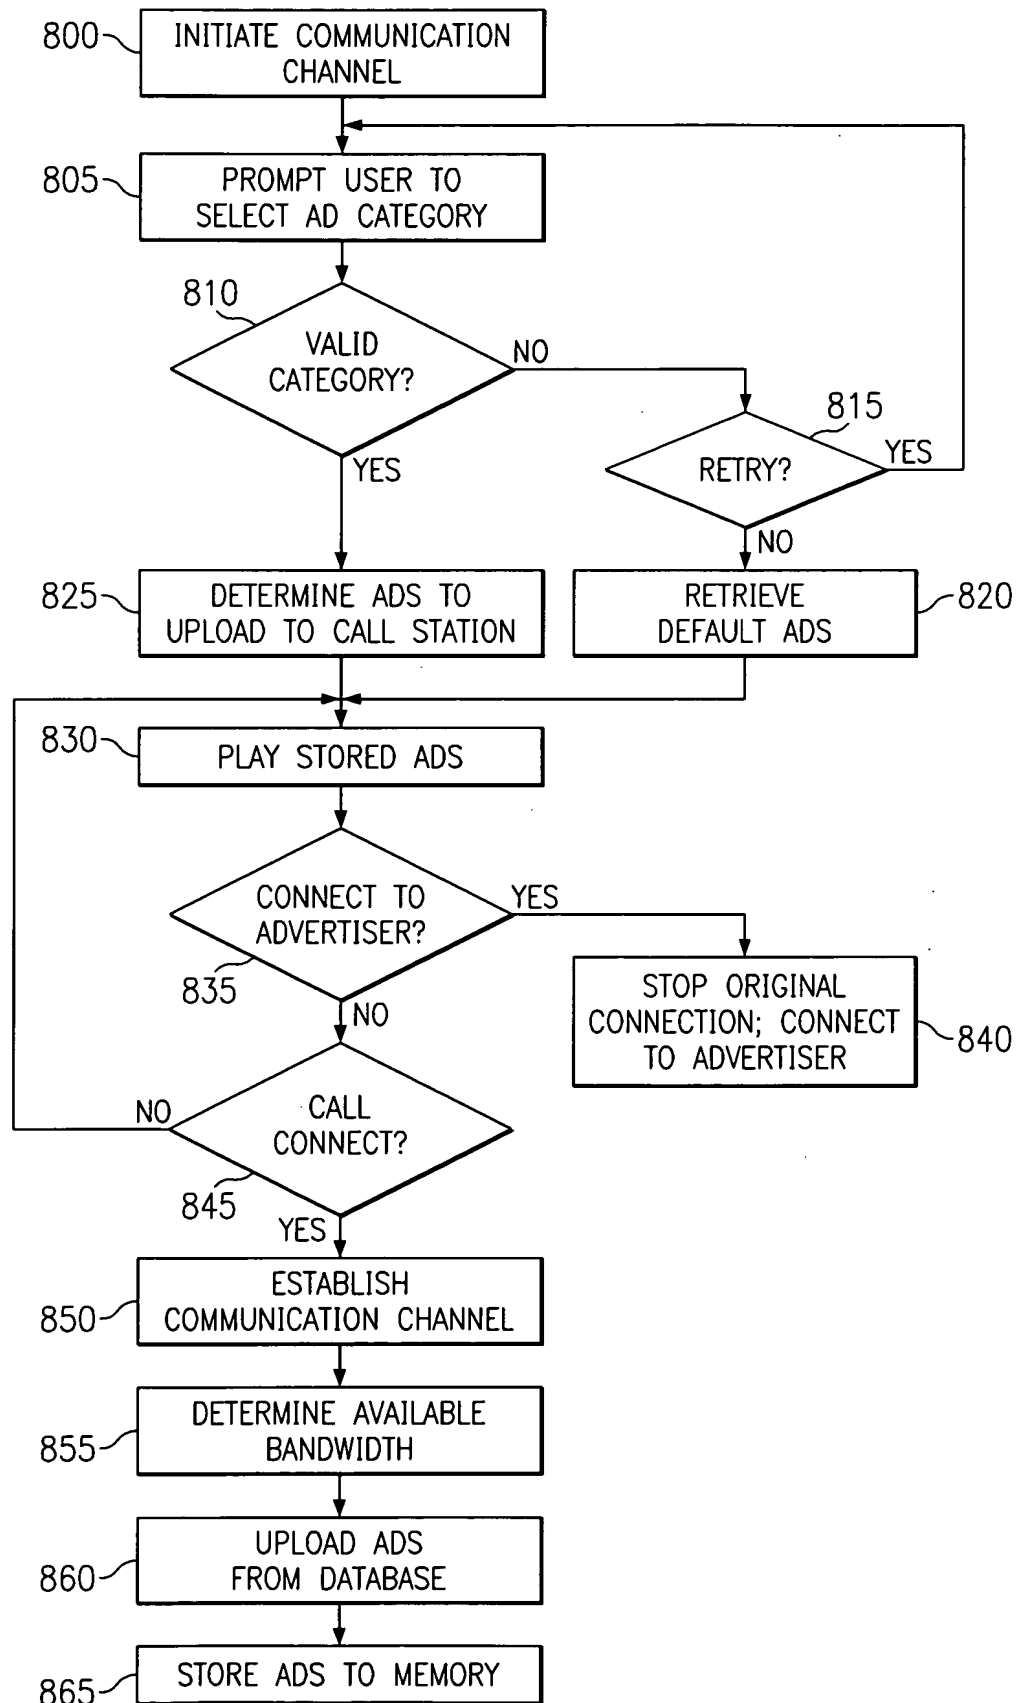 800
INITIATE COMMUNICATION
CHANNEL
805
PROMPT USER TO
SELECT AD CATEGORY
810
VALID
CATEGORY?
NO
YES
815
RETRY?
YES
NO
825
DETERMINE ADS TO
UPLOAD TO CALL STATION
RETRIEVE
DEFAULT ADS
820
830
PLAY STORED ADS
CONNECT TO
ADVERTISER?
YES
835
NO
STOP ORIGINAL
CONNECTION; CONNECT
TO ADVERTISER
840
CALL
CONNECT?
NO
845
YES
850
ESTABLISH
COMMUNICATION CHANNEL
855
DETERMINE AVAILABLE
BANDWIDTH
860
UPLOAD ADS
FROM DATABASE
865
STORE ADS TO MEMORY